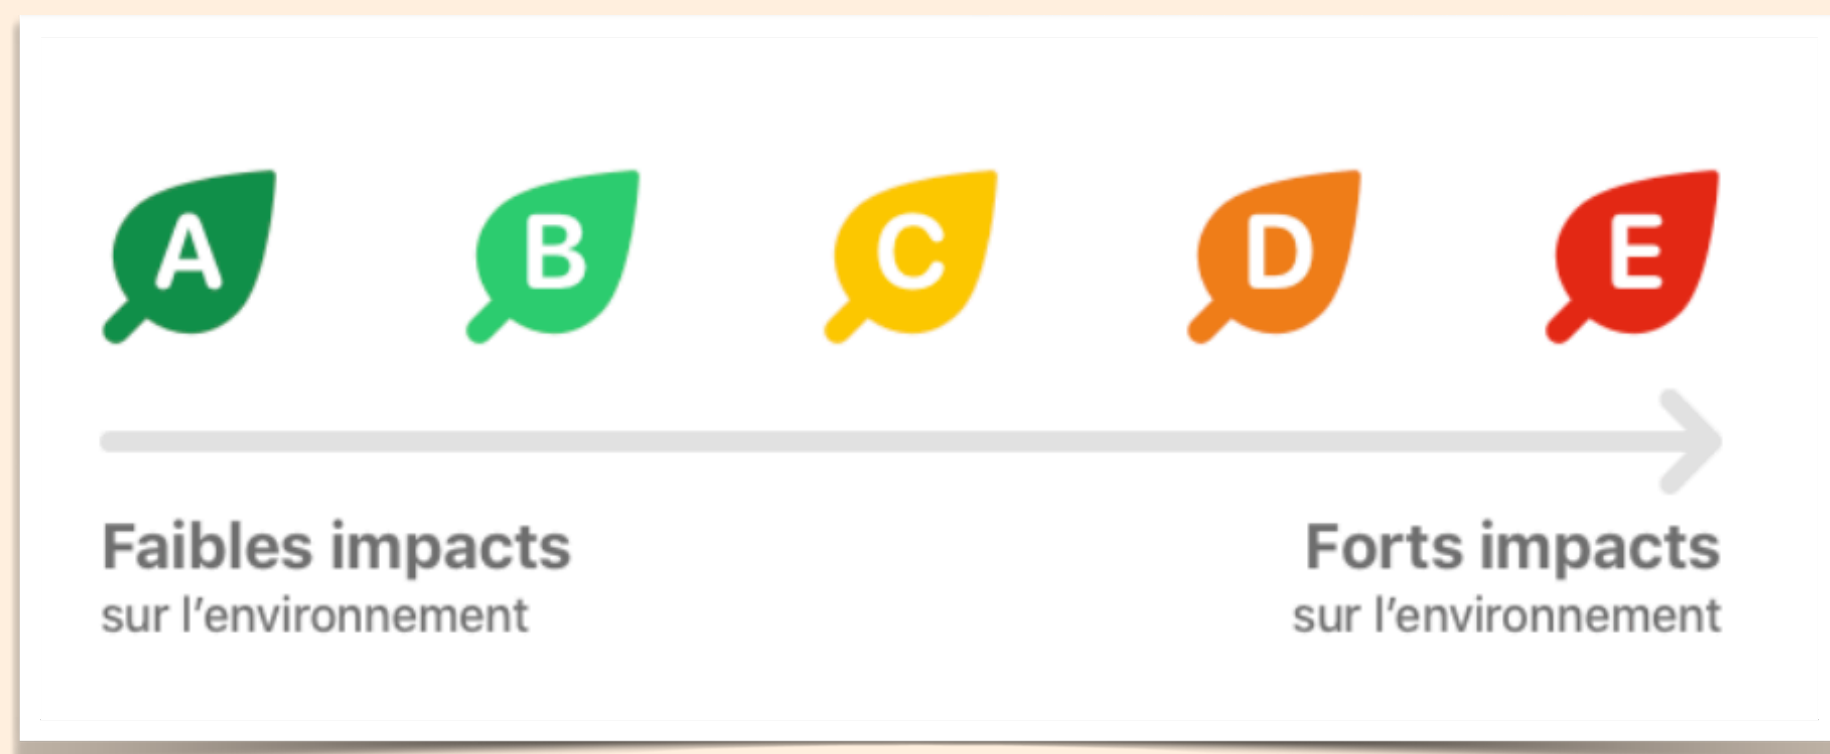 A B C D E
Faibles impacts
sur l'environnement
Forts impacts
sur l'environnement